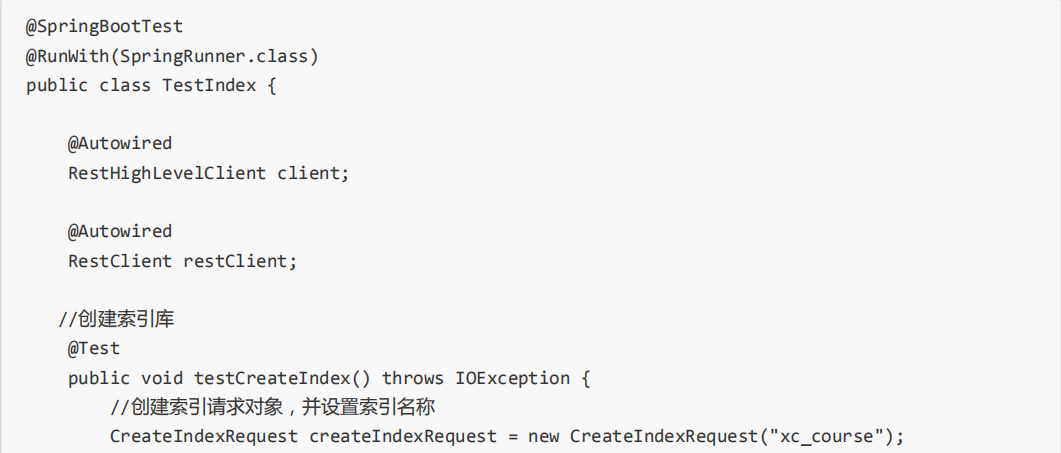 @SpringBootTest
@RunWith(SpringRunner.class)
public class TestIndex {
@Autowired
RestHighLevelClient client;
@Autowired
RestClient restClient;
//创建索引库
@Test
public void testCreateIndex() throws IOException {
//创建索引请求对象，并设置索引名称
CreateIndexRequest createIndexRequest = new CreateIndexRequest("xc_course");